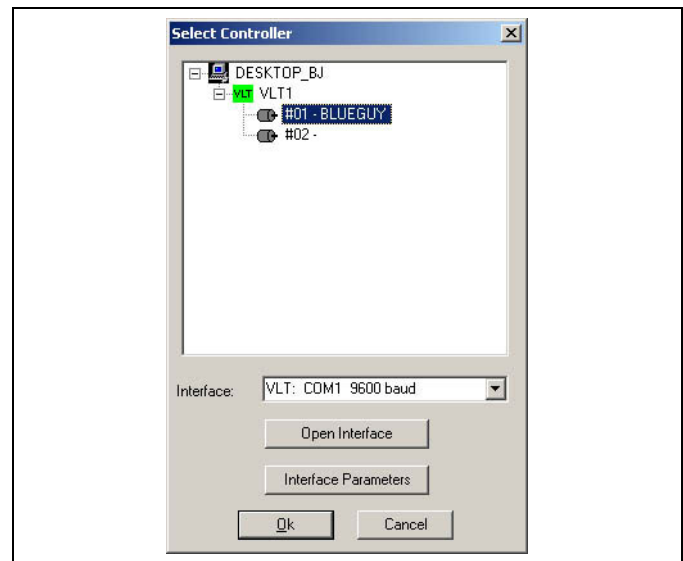 Select Controller
DESKTOP_BJ
VLT VLT1
#01 - BLUEGUY
#02 -
Interface: VLT: COM1 9600 baud
Open Interface
Interface Parameters
Ok Cancel